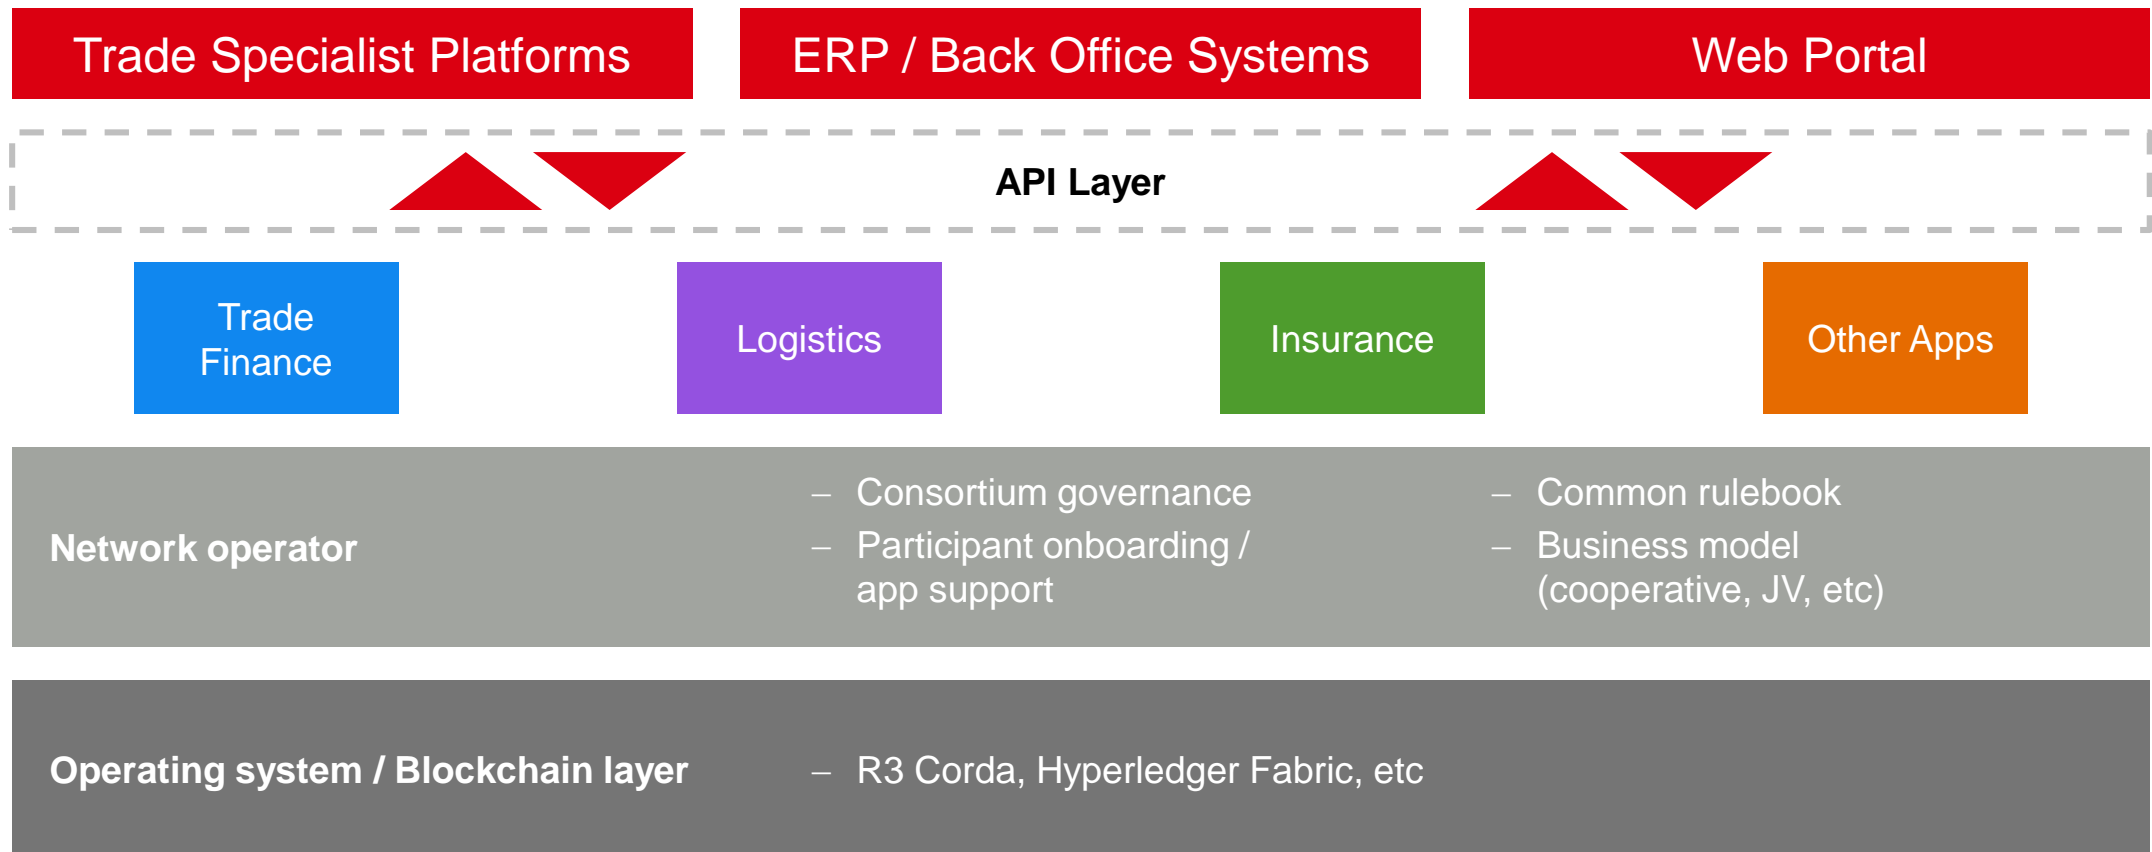 Trade Specialist Platforms
ERP / Back Office Systems
Web Portal
API Layer
Trade
Finance
Logistics
Insurance
Other Apps
Network operator
– Consortium governance
– Participant onboarding /
app support
– Common rulebook
– Business model
(cooperative, JV, etc)
Operating system / Blockchain layer
– R3 Corda, Hyperledger Fabric, etc